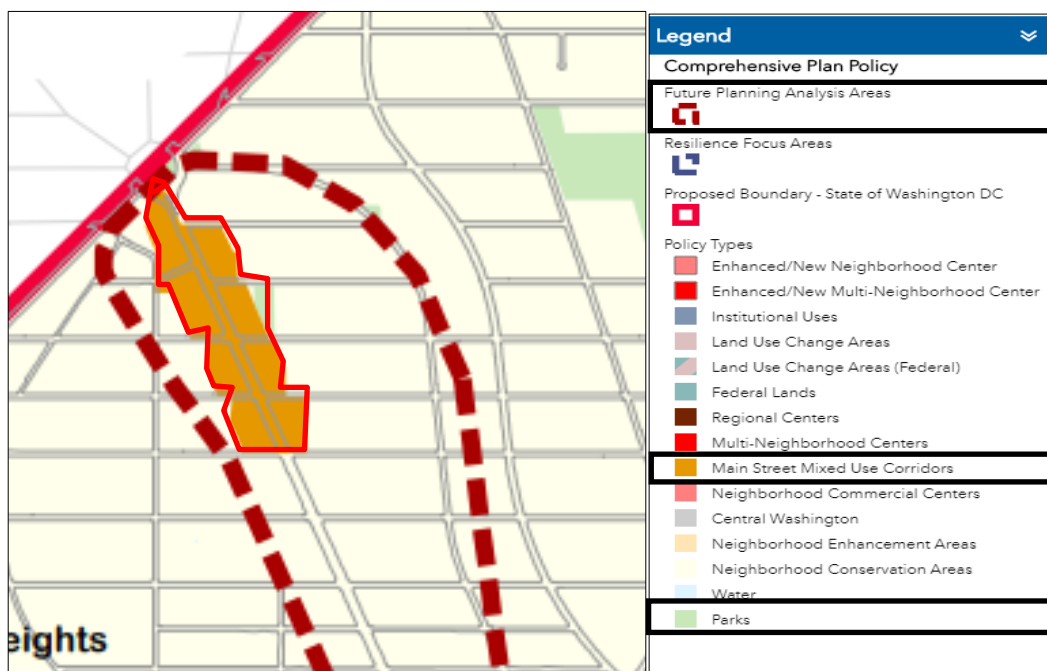 eights
Legend
Comprehensive Plan Policy
Future Planning Analysis Areas
Resilience Focus Areas
Proposed Boundary - State of Washington DC
Policy Types
Enhanced/New Neighborhood Center
Enhanced/New Multi-Neighborhood Center
Institutional Uses
Land Use Change Areas
Land Use Change Areas (Federal)
Federal Lands
Regional Centers
Multi-Neighborhood Centers
Main Street Mixed Use Corridors
Neighborhood Commercial Centers
Central Washington
Neighborhood Enhancement Areas
Neighborhood Conservation Areas
Water
Parks